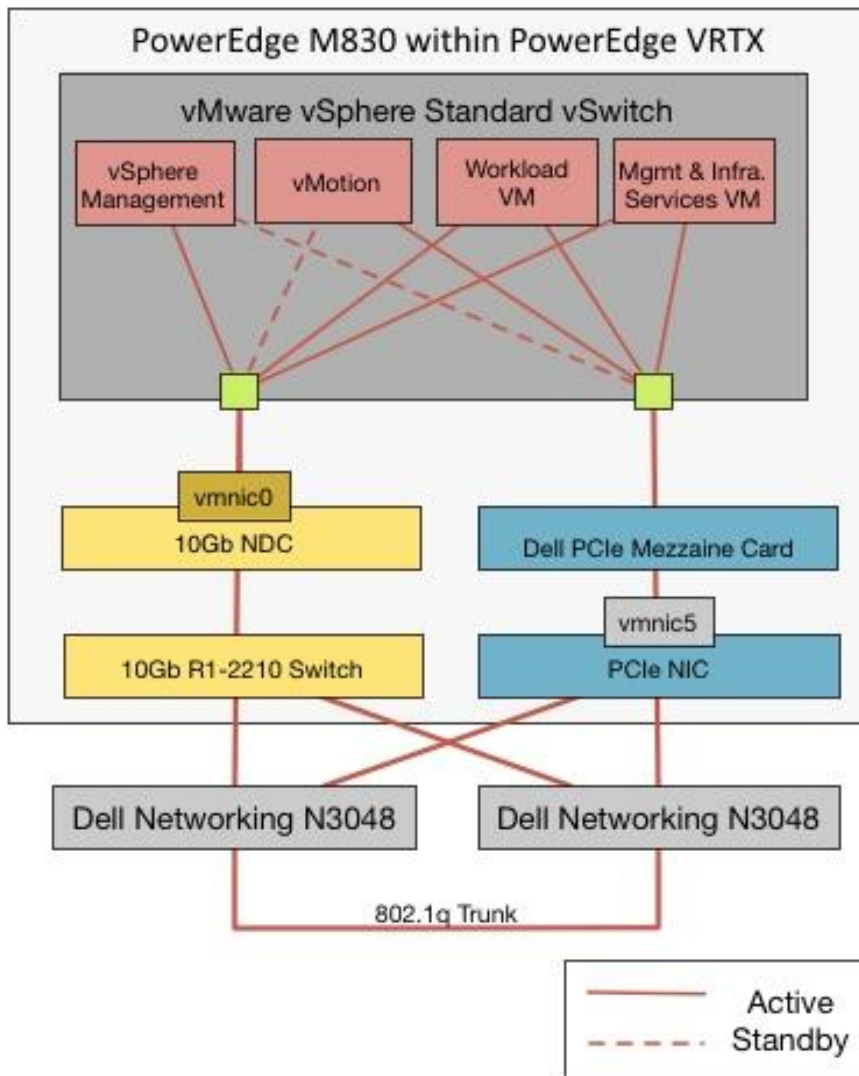 PowerEdge M830 within PowerEdge VRTX
vMware vSphere Standard vSwitch
vSphere
Management
vMotion
Workload
VM
Mgmt & Infra.
Services VM
vmnic0
10Gb NDC
Dell PCIe Mezzaine Card
vmnic5
10Gb R1-2210 Switch
PCIe NIC
Dell Networking N3048
Dell Networking N3048
802.1q Trunk
Active
Standby